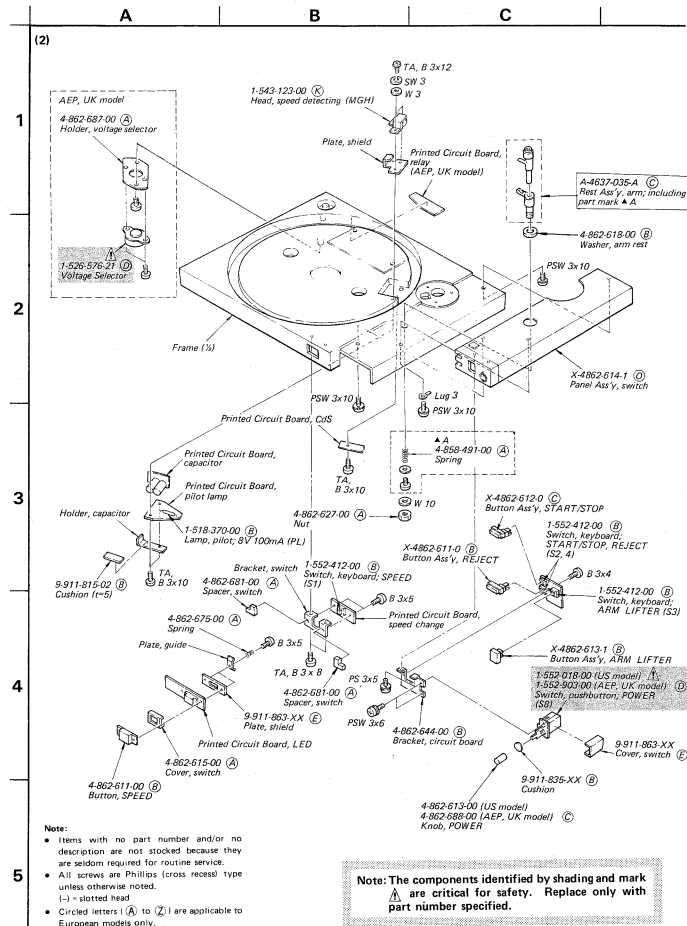 A
B
C
(2)
1
2
3
4
5
AEP, UK model
4-862-687-00 Ⓐ
Holder, voltage selector
⚠
1-526-576-21 Ⓓ
Voltage Selector
1-543-123-00 Ⓚ
Head, speed detecting (MGH)
TA, B 3x12
SW 3
W 3
Plate, shield
Printed Circuit Board,
relay
(AEP, UK model)
A-4637-035-A Ⓒ
Rest Ass'y, arm; including
part mark ▲ A
4-862-618-00 Ⓑ
Washer, arm rest
PSW 3x10
Frame (½)
X-4862-614-1 Ⓞ
Panel Ass'y, switch
PSW 3x10
Lug 3
PSW 3x10
Printed Circuit Board, CdS
TA,
B 3x10
▲ A
4-858-491-00 Ⓐ
Spring
W 10
4-862-627-00 Ⓐ
Nut
Printed Circuit Board,
capacitor
Printed Circuit Board,
pilot lamp
Holder, capacitor
1-518-370-00 Ⓑ
Lamp, pilot; 8V 100mA (PL)
9-911-815-02 Ⓑ
Cushion (t=5)
TA,
B 3x10
X-4862-612-0 Ⓒ
Button Ass'y, START/STOP
1-552-412-00 Ⓑ
Switch, keyboard;
START/STOP, REJECT
(S2, 4)
X-4862-611-0 Ⓑ
Button Ass'y, REJECT
B 3x4
1-552-412-00 Ⓑ
Switch, keyboard;
ARM LIFTER (S3)
X-4862-613-1 Ⓑ
Button Ass'y, ARM LIFTER
Bracket, switch
1-552-412-00 Ⓑ
Switch, keyboard; SPEED
(S1)
4-862-681-00 Ⓐ
Spacer, switch
B 3x5
Printed Circuit Board,
speed change
4-862-675-00 Ⓐ
Spring
Plate, guide
B 3x5
TA, B 3 x 8
4-862-681-00 Ⓐ
Spacer, switch
9-911-863-XX Ⓔ
Plate, shield
Printed Circuit Board, LED
4-862-615-00 Ⓐ
Cover, switch
4-862-611-00 Ⓑ
Button, SPEED
PS 3x5
PSW 3x6
4-862-644-00 Ⓑ
Bracket, circuit board
1-552-018-00 (US model) ⚠
1-552-903-00 (AEP, UK model) Ⓓ
Switch, pushbutton; POWER
(S8)
9-911-863-XX
Cover, switch Ⓔ
9-911-835-XX Ⓑ
Cushion
4-862-613-00 (US model)
4-862-688-00 (AEP, UK model) Ⓒ
Knob, POWER
Note:
• Items with no part number and/or no
description are not stocked because they
are seldom required for routine service.
• All screws are Phillips (cross recess) type
unless otherwise noted.
(−) = slotted head
• Circled letters (Ⓐ to Ⓩ) are applicable to
European models only.
Note: The components identified by shading and mark
⚠ are critical for safety. Replace only with
part number specified.